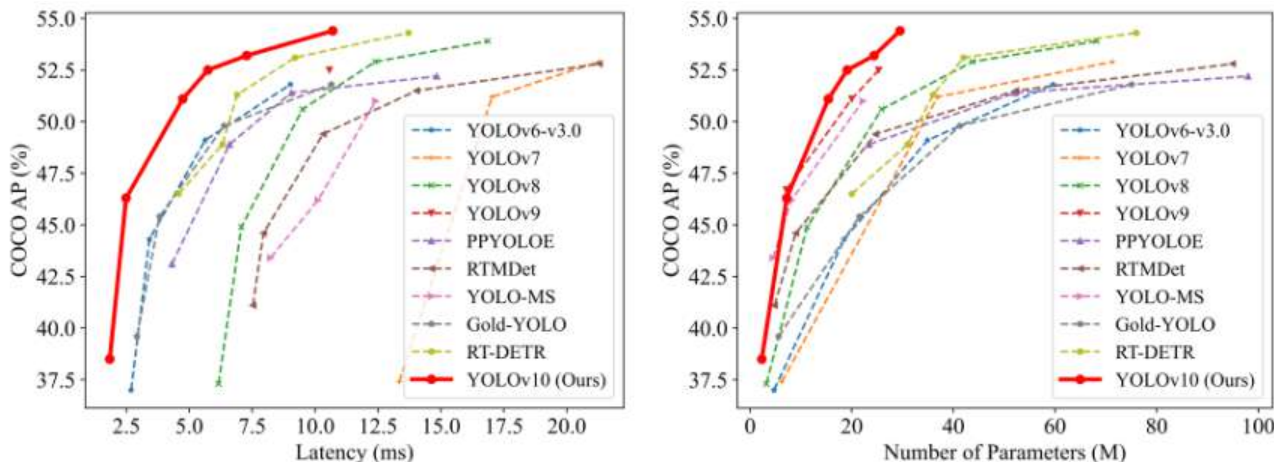 55.0
52.5
50.0
47.5
45.0
42.5
40.0
37.5
COCO AP (%)
2.5 5.0 7.5 10.0 12.5 15.0 17.5 20.0
Latency (ms)
YOLOv6-v3.0
YOLOv7
YOLOv8
YOLOv9
PPYOLOE
RTMDet
YOLO-MS
Gold-YOLO
RT-DETR
YOLOv10 (Ours)
55.0
52.5
50.0
47.5
45.0
42.5
40.0
37.5
COCO AP (%)
0 20 40 60 80 100
Number of Parameters (M)
YOLOv6-v3.0
YOLOv7
YOLOv8
YOLOv9
PPYOLOE
RTMDet
YOLO-MS
Gold-YOLO
RT-DETR
YOLOv10 (Ours)